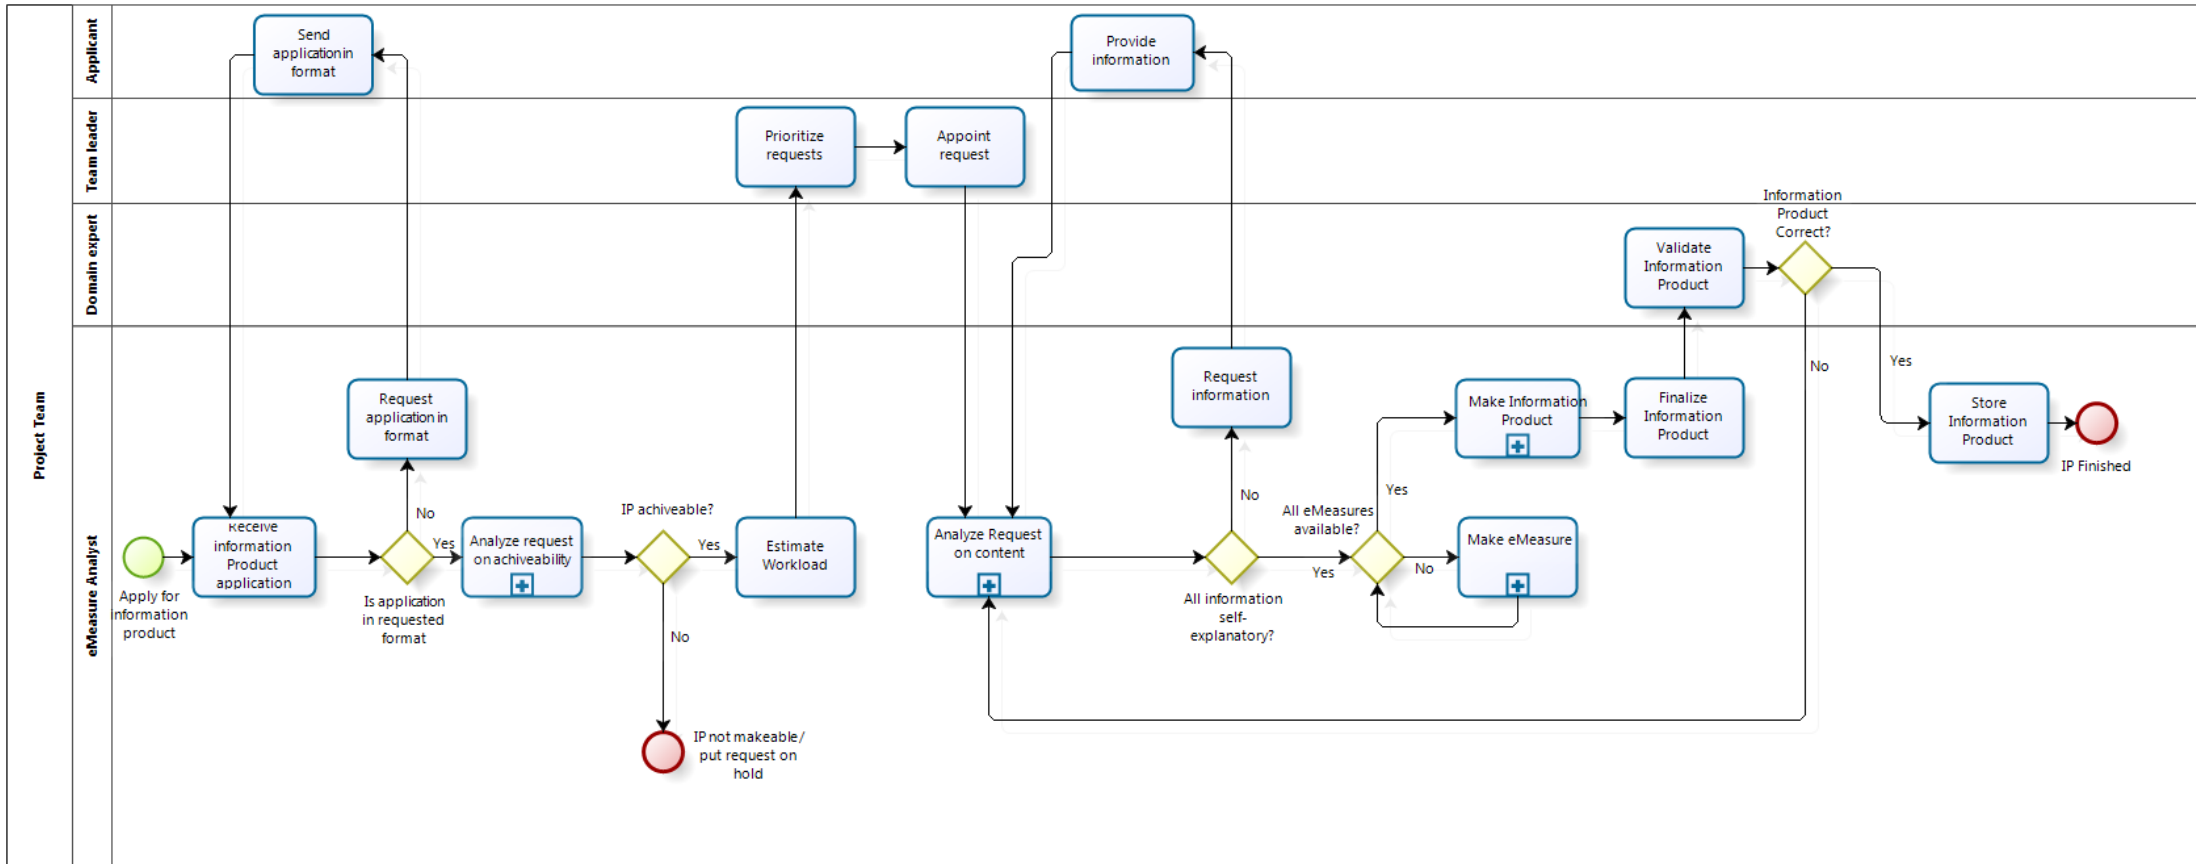 Project Team
Applicant
Team leader
Domain expert
eMeasure Analyst
Send
application in
format
Provide
information
Prioritize
requests
Appoint
request
Information
Product
Correct?
Validate
Information
Product
Request
application in
format
Request
information
Make Information
Product
Finalize
Information
Product
No
Yes
Store
Information
Product
IP Finished
Apply for
information
product
Receive
information
Product
application
No
Yes
Is application
in requested
format
Analyze request
on achiveability
IP achiveable?
Yes
No
IP not makeable/
put request on
hold
Estimate
Workload
Analyze Request
on content
No
Yes
All information
self-
explanatory?
All eMeasures
available?
Yes
No
Make eMeasure